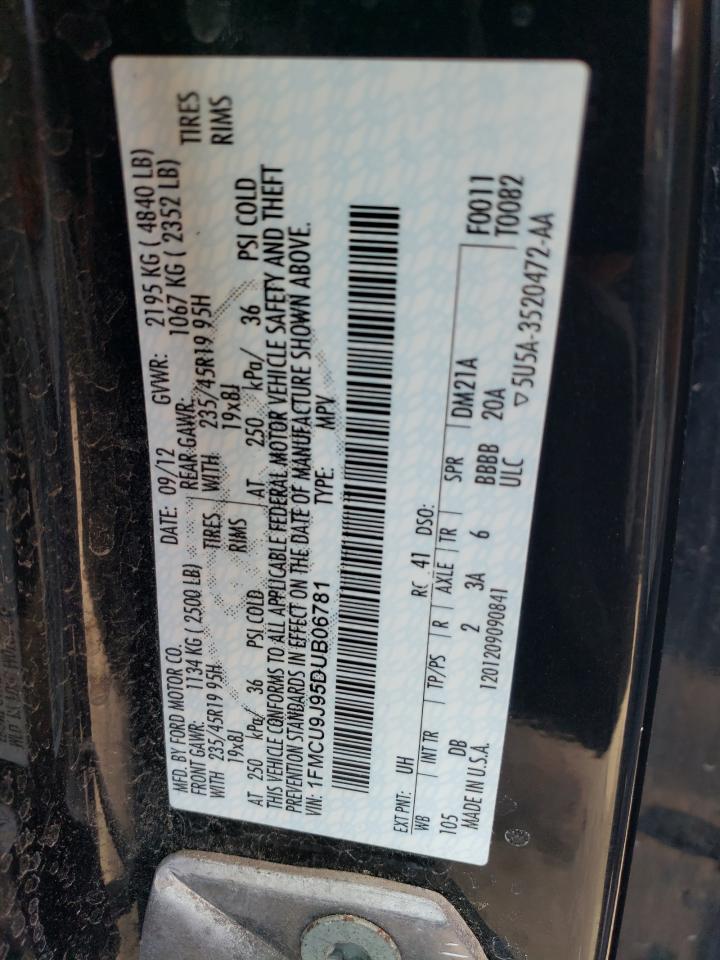 MFD. BY FORD MOTOR CO.
DATE: 09/12 GVWR: 2195 KG ( 4840 LB)
FRONT GAWR: 1134 KG ( 2500 LB) REAR GAWR: 1067 KG ( 2352 LB)
WITH 235/45R19 95H TIRES WITH 235/45R19 95H TIRES
19x8J RIMS 19x8J RIMS
AT 250 kPa/ 36 PSI COLD AT 250 kPa/ 36 PSI COLD
THIS VEHICLE CONFORMS TO ALL APPLICABLE FEDERAL MOTOR VEHICLE SAFETY AND THEFT
PREVENTION STANDARDS IN EFFECT ON THE DATE OF MANUFACTURE SHOWN ABOVE.
VIN: 1FMCU9J95DUB06781 TYPE: MPV
EXT PNT: UH RC: 41 DSO: F0011
WB INT TR TP/PS R AXLE TR SPR DM21A T0082
105 DB 2 3A 6 BBBB 20A
MADE IN U.S.A. 1201209090841 ULC ▽5U5A-3520472-AA